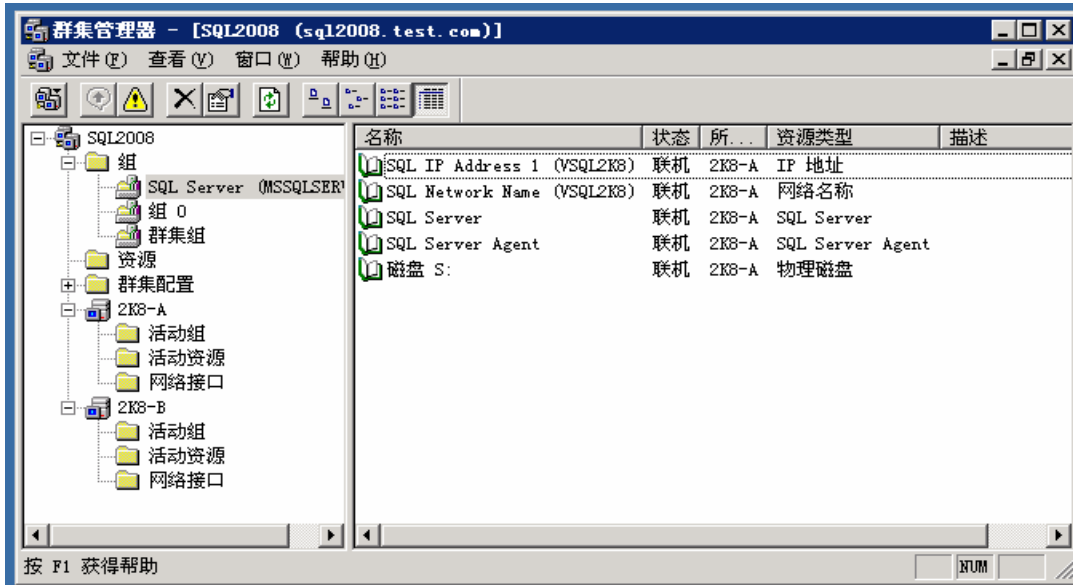 群集管理器 - [SQL2008 (sql2008.test.com)]
文件(F) 查看(V) 窗口(W) 帮助(H)
SQL2008
组
SQL Server (MSSQLSER
组 0
群集组
资源
群集配置
2K8-A
活动组
活动资源
网络接口
2K8-B
活动组
活动资源
网络接口
名称 状态 所... 资源类型 描述
SQL IP Address 1 (VSQL2K8) 联机 2K8-A IP 地址
SQL Network Name (VSQL2K8) 联机 2K8-A 网络名称
SQL Server 联机 2K8-A SQL Server
SQL Server Agent 联机 2K8-A SQL Server Agent
磁盘 S: 联机 2K8-A 物理磁盘
按 F1 获得帮助 NUM